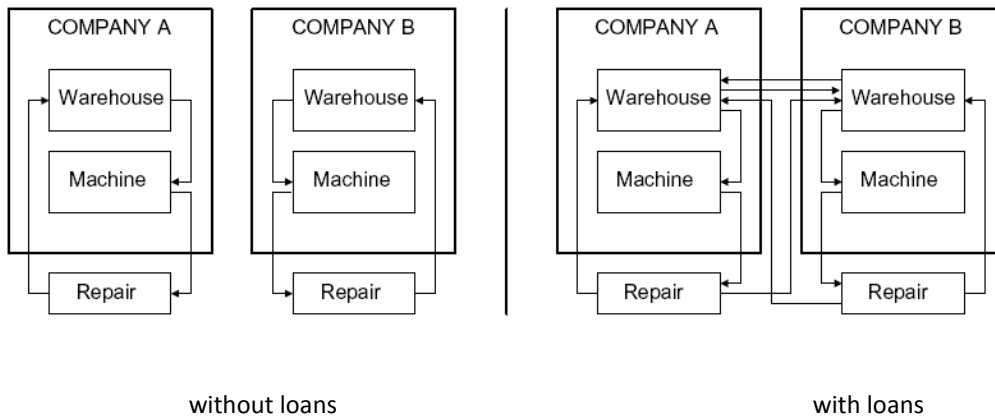 COMPANY A
COMPANY B
Warehouse
Warehouse
Machine
Machine
Repair
Repair
without loans
COMPANY A
COMPANY B
Warehouse
Warehouse
Machine
Machine
Repair
Repair
with loans